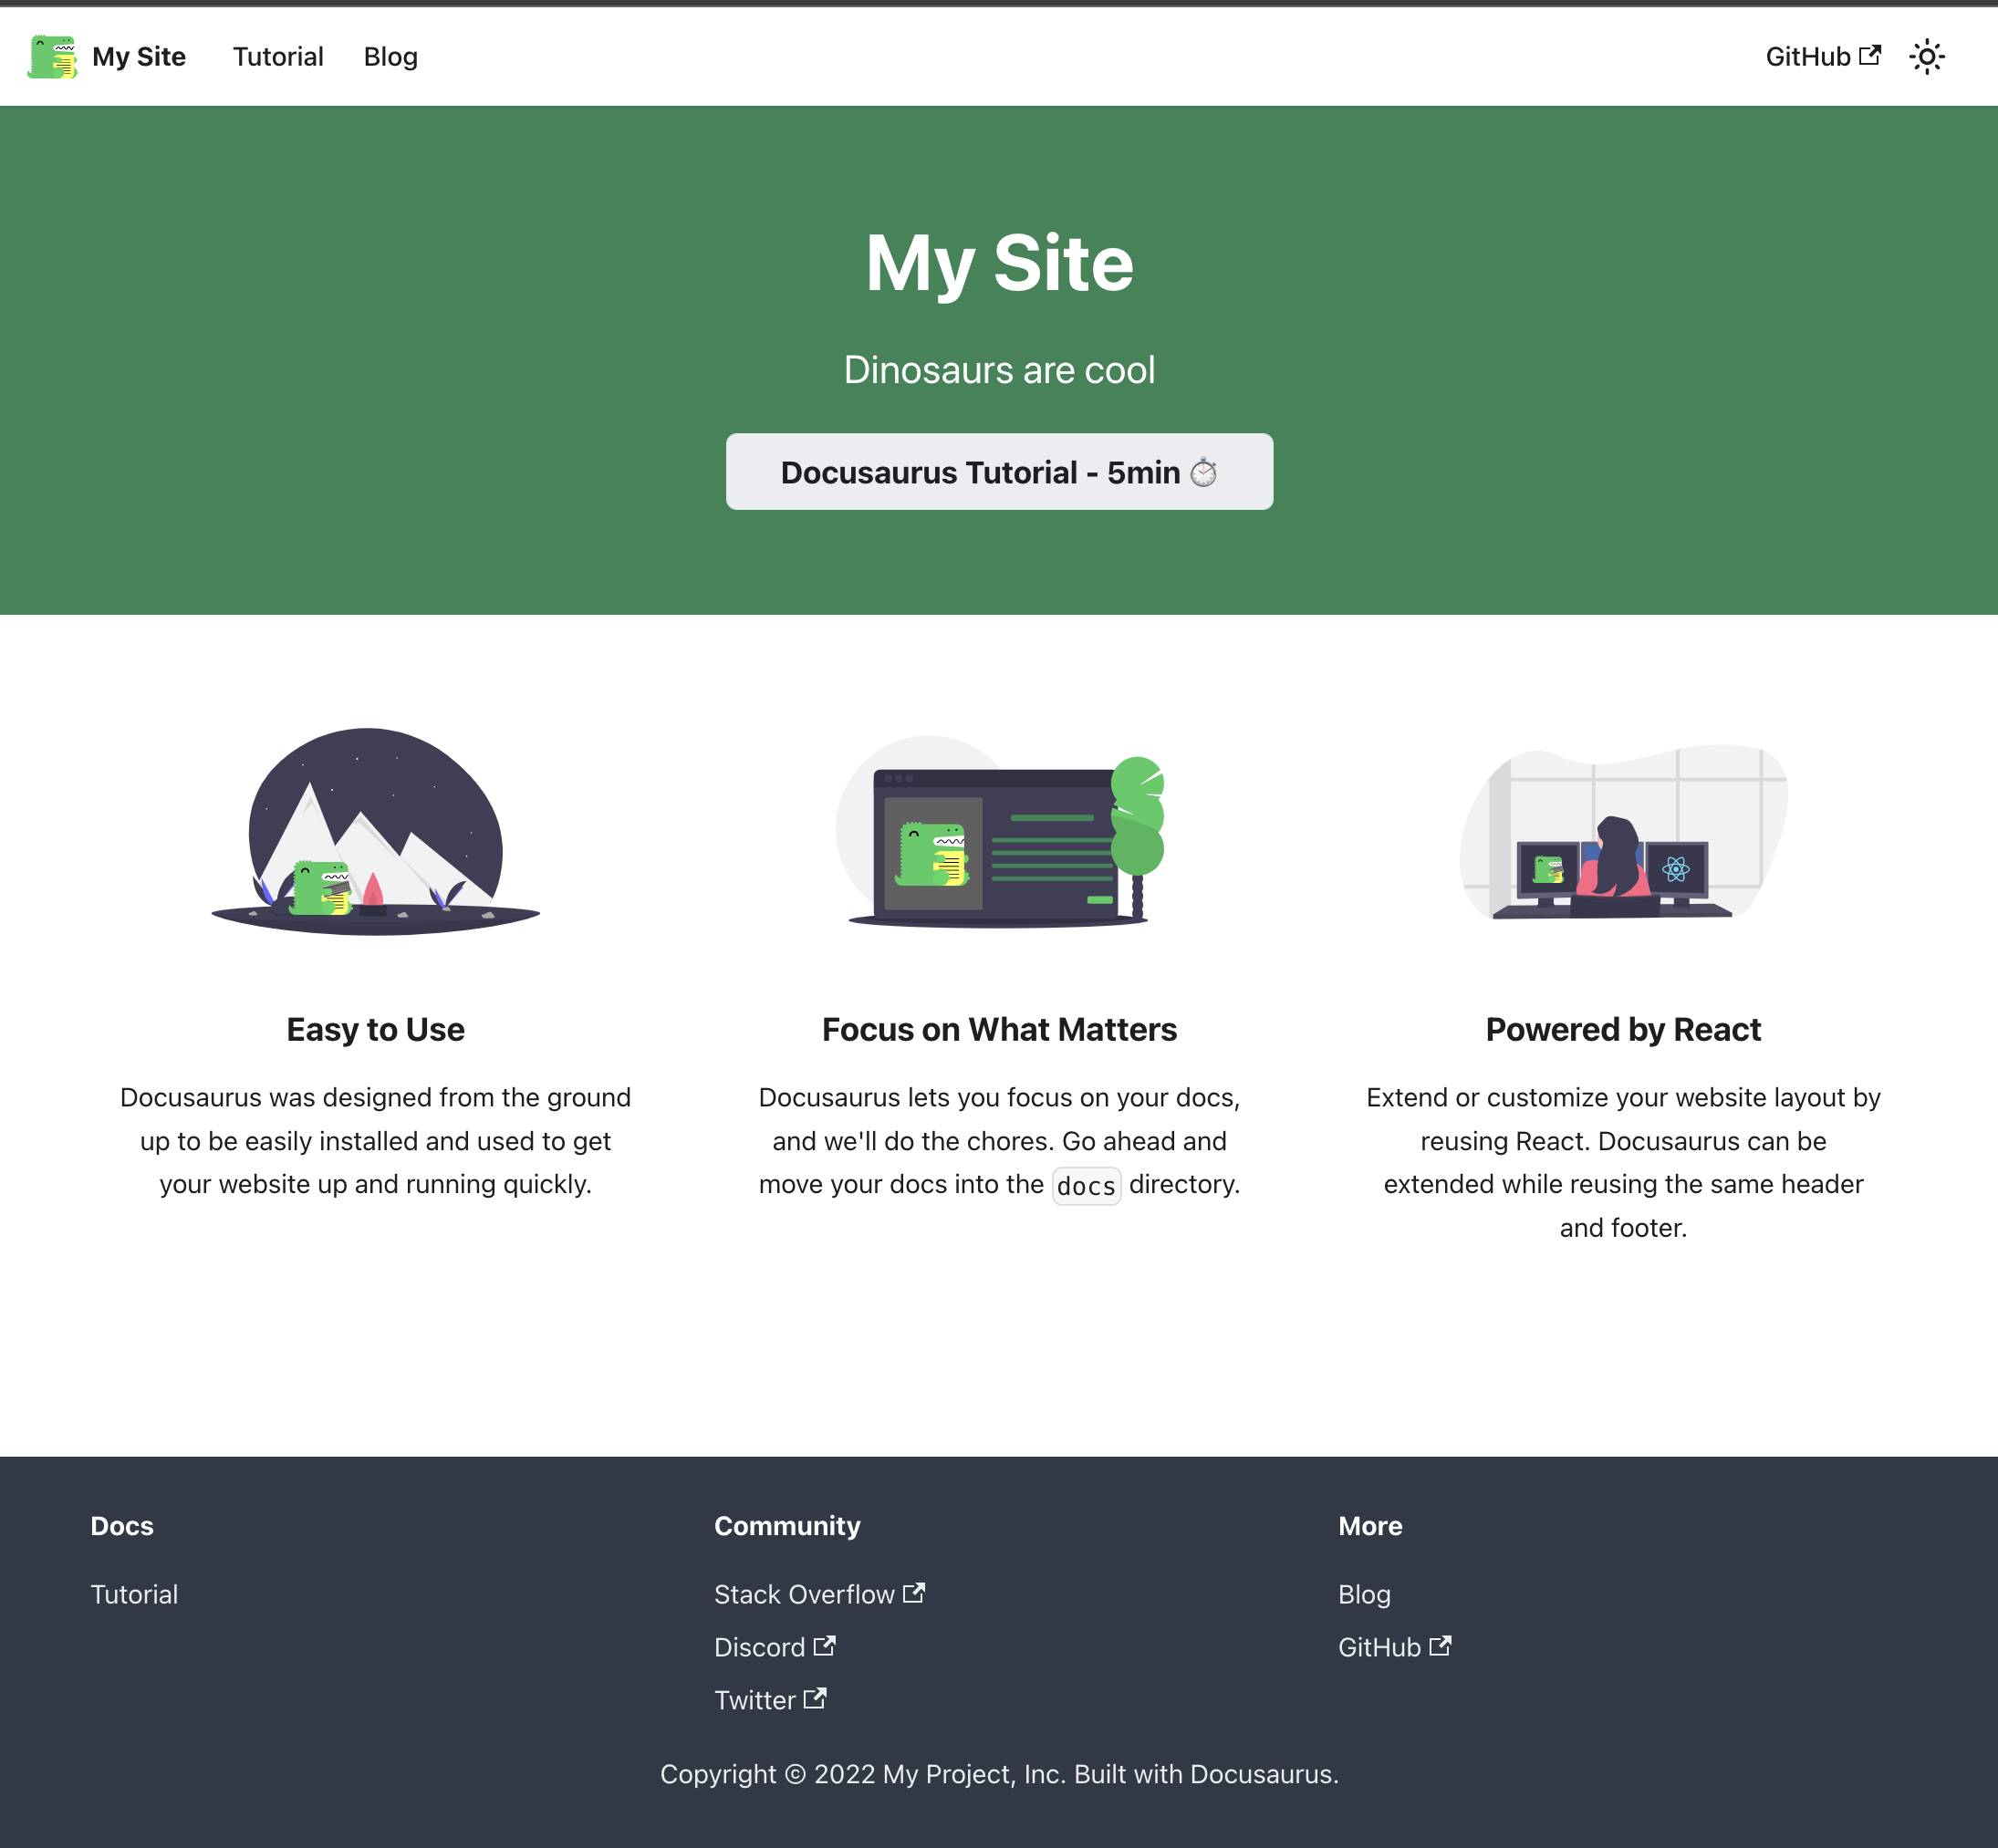 My Site Tutorial Blog GitHub
My Site
Dinosaurs are cool
Docusaurus Tutorial - 5min ⏱️
Easy to Use
Docusaurus was designed from the ground
up to be easily installed and used to get
your website up and running quickly.
Focus on What Matters
Docusaurus lets you focus on your docs,
and we'll do the chores. Go ahead and
move your docs into the docs directory.
Powered by React
Extend or customize your website layout by
reusing React. Docusaurus can be
extended while reusing the same header
and footer.
Docs
Tutorial
Community
Stack Overflow
Discord
Twitter
More
Blog
GitHub
Copyright © 2022 My Project, Inc. Built with Docusaurus.